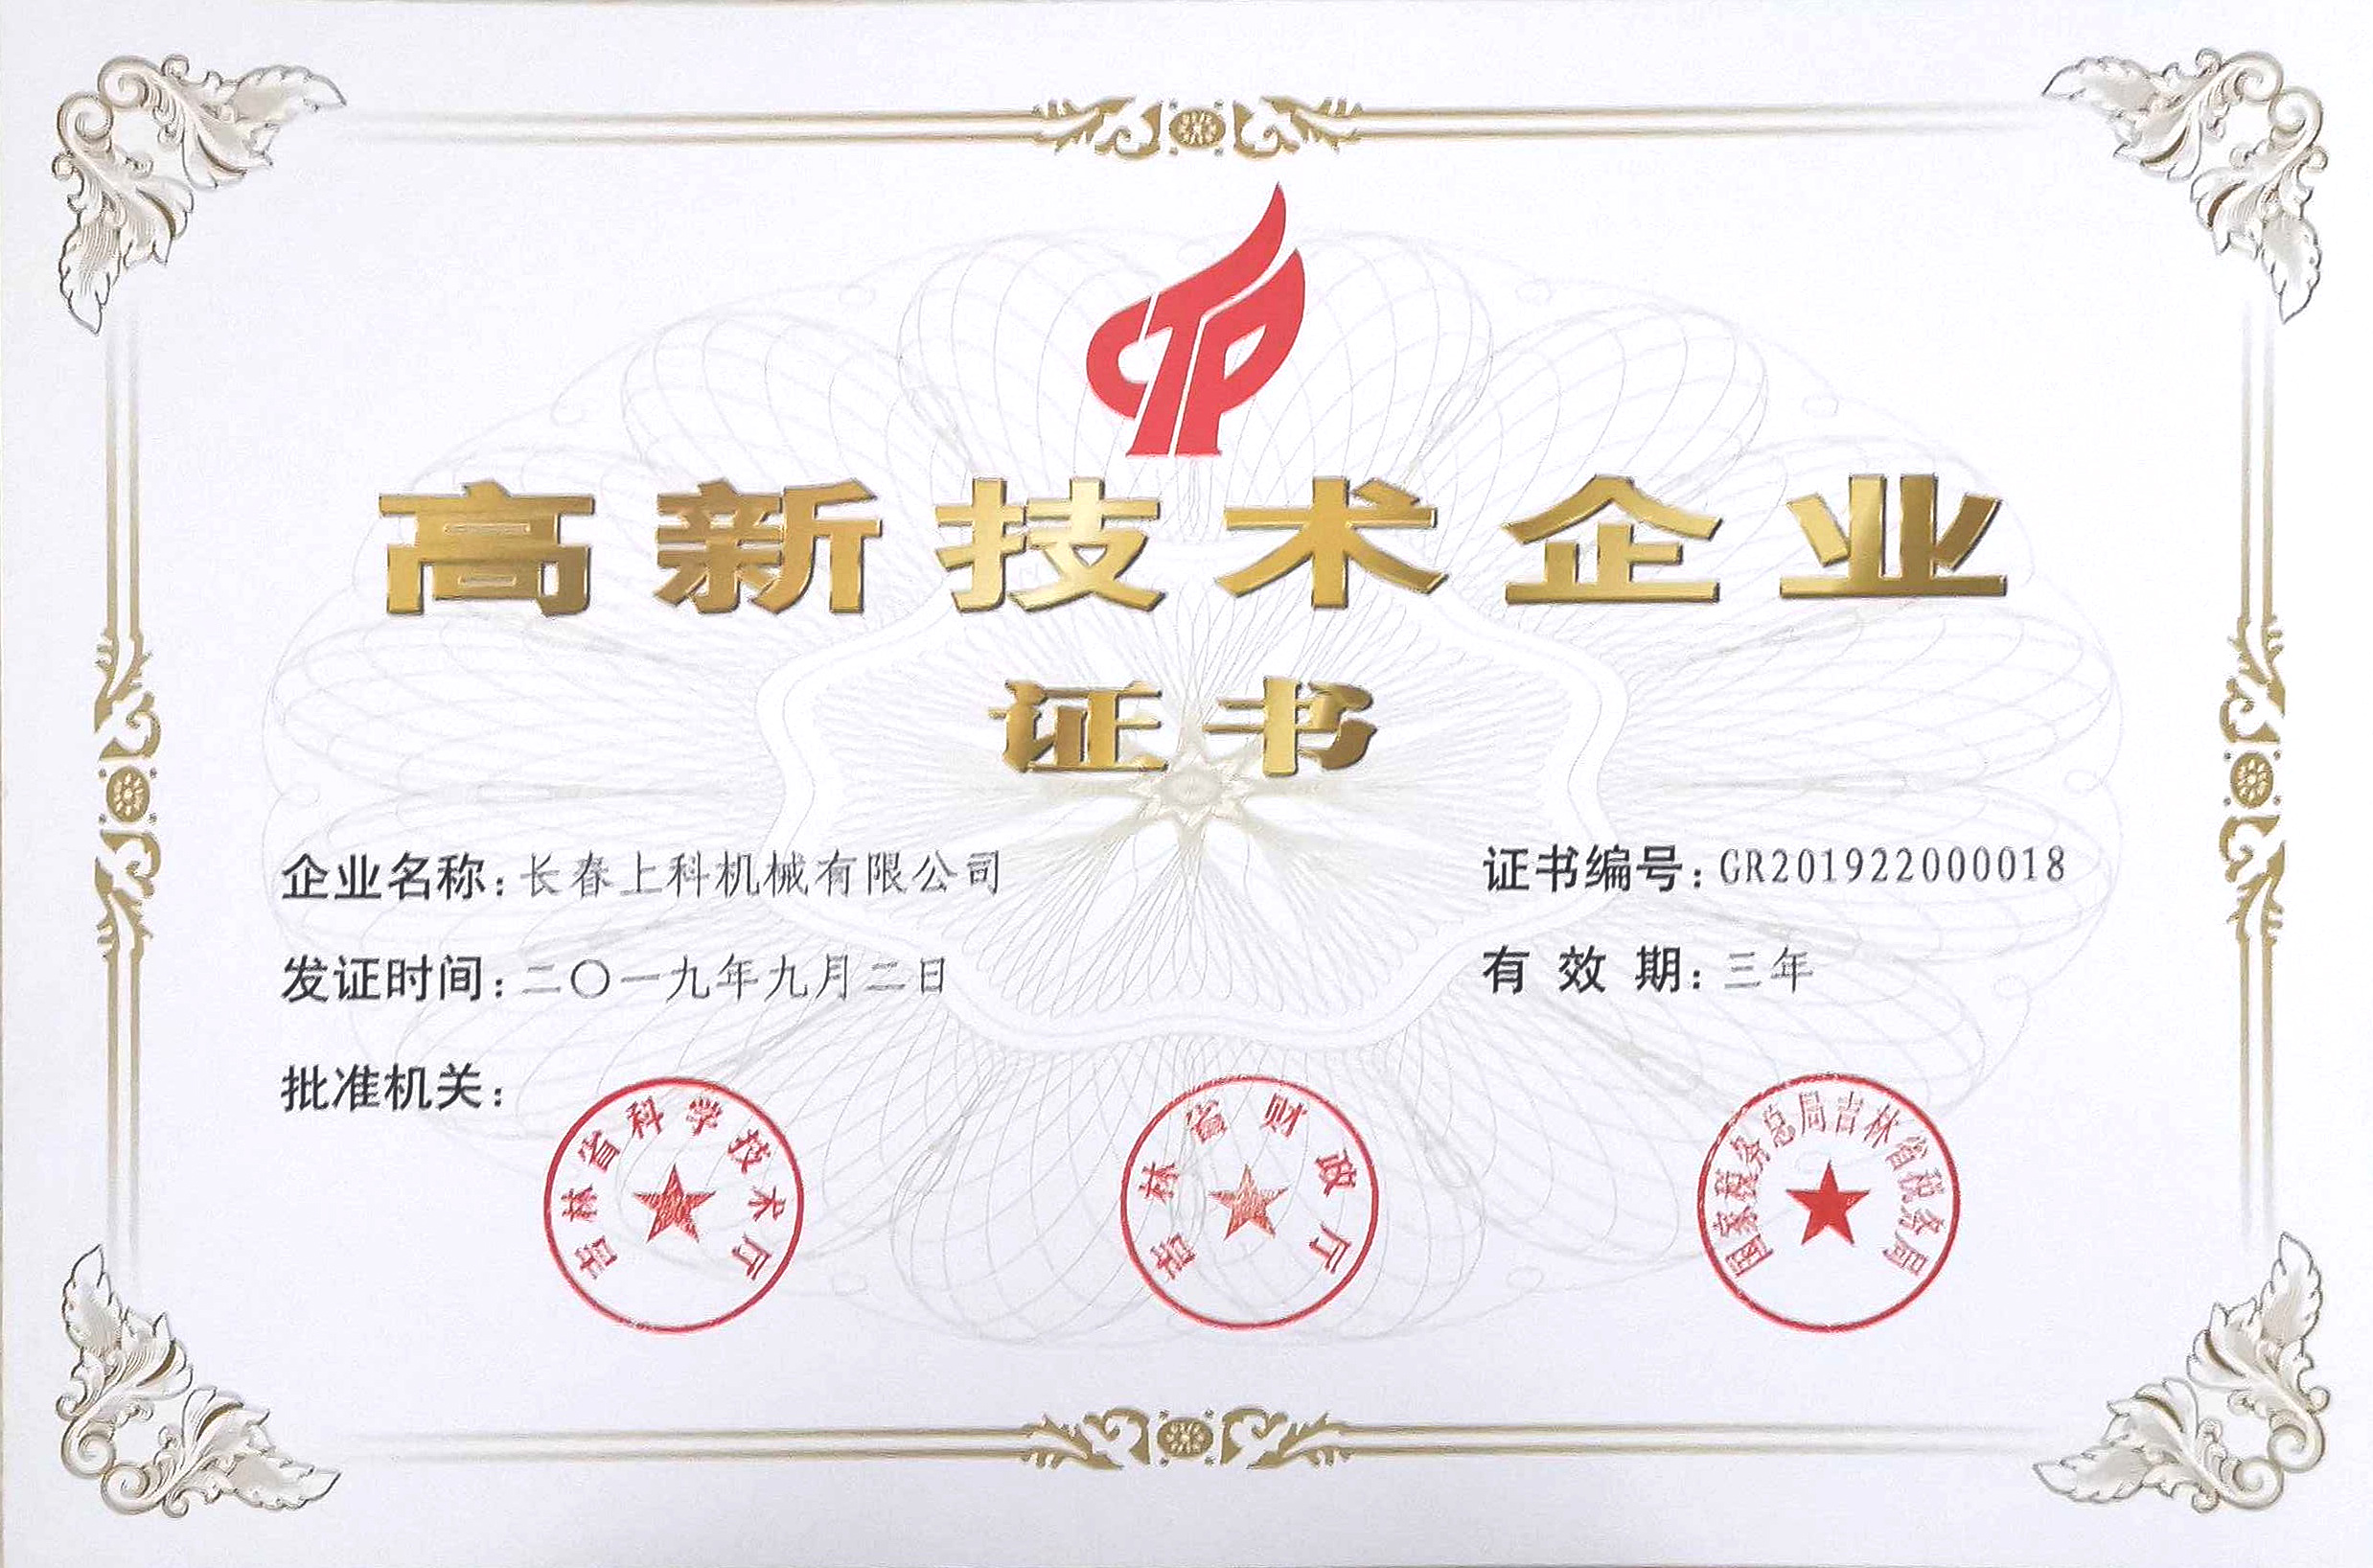 CTP
高新技术企业
证书
企业名称:长春上科机械有限公司
证书编号:GR201922000018
发证时间:二〇一九年九月二日
有效期:三年
批准机关:
吉林省科学技术厅
吉林省财政厅
国家税务总局吉林省税务局